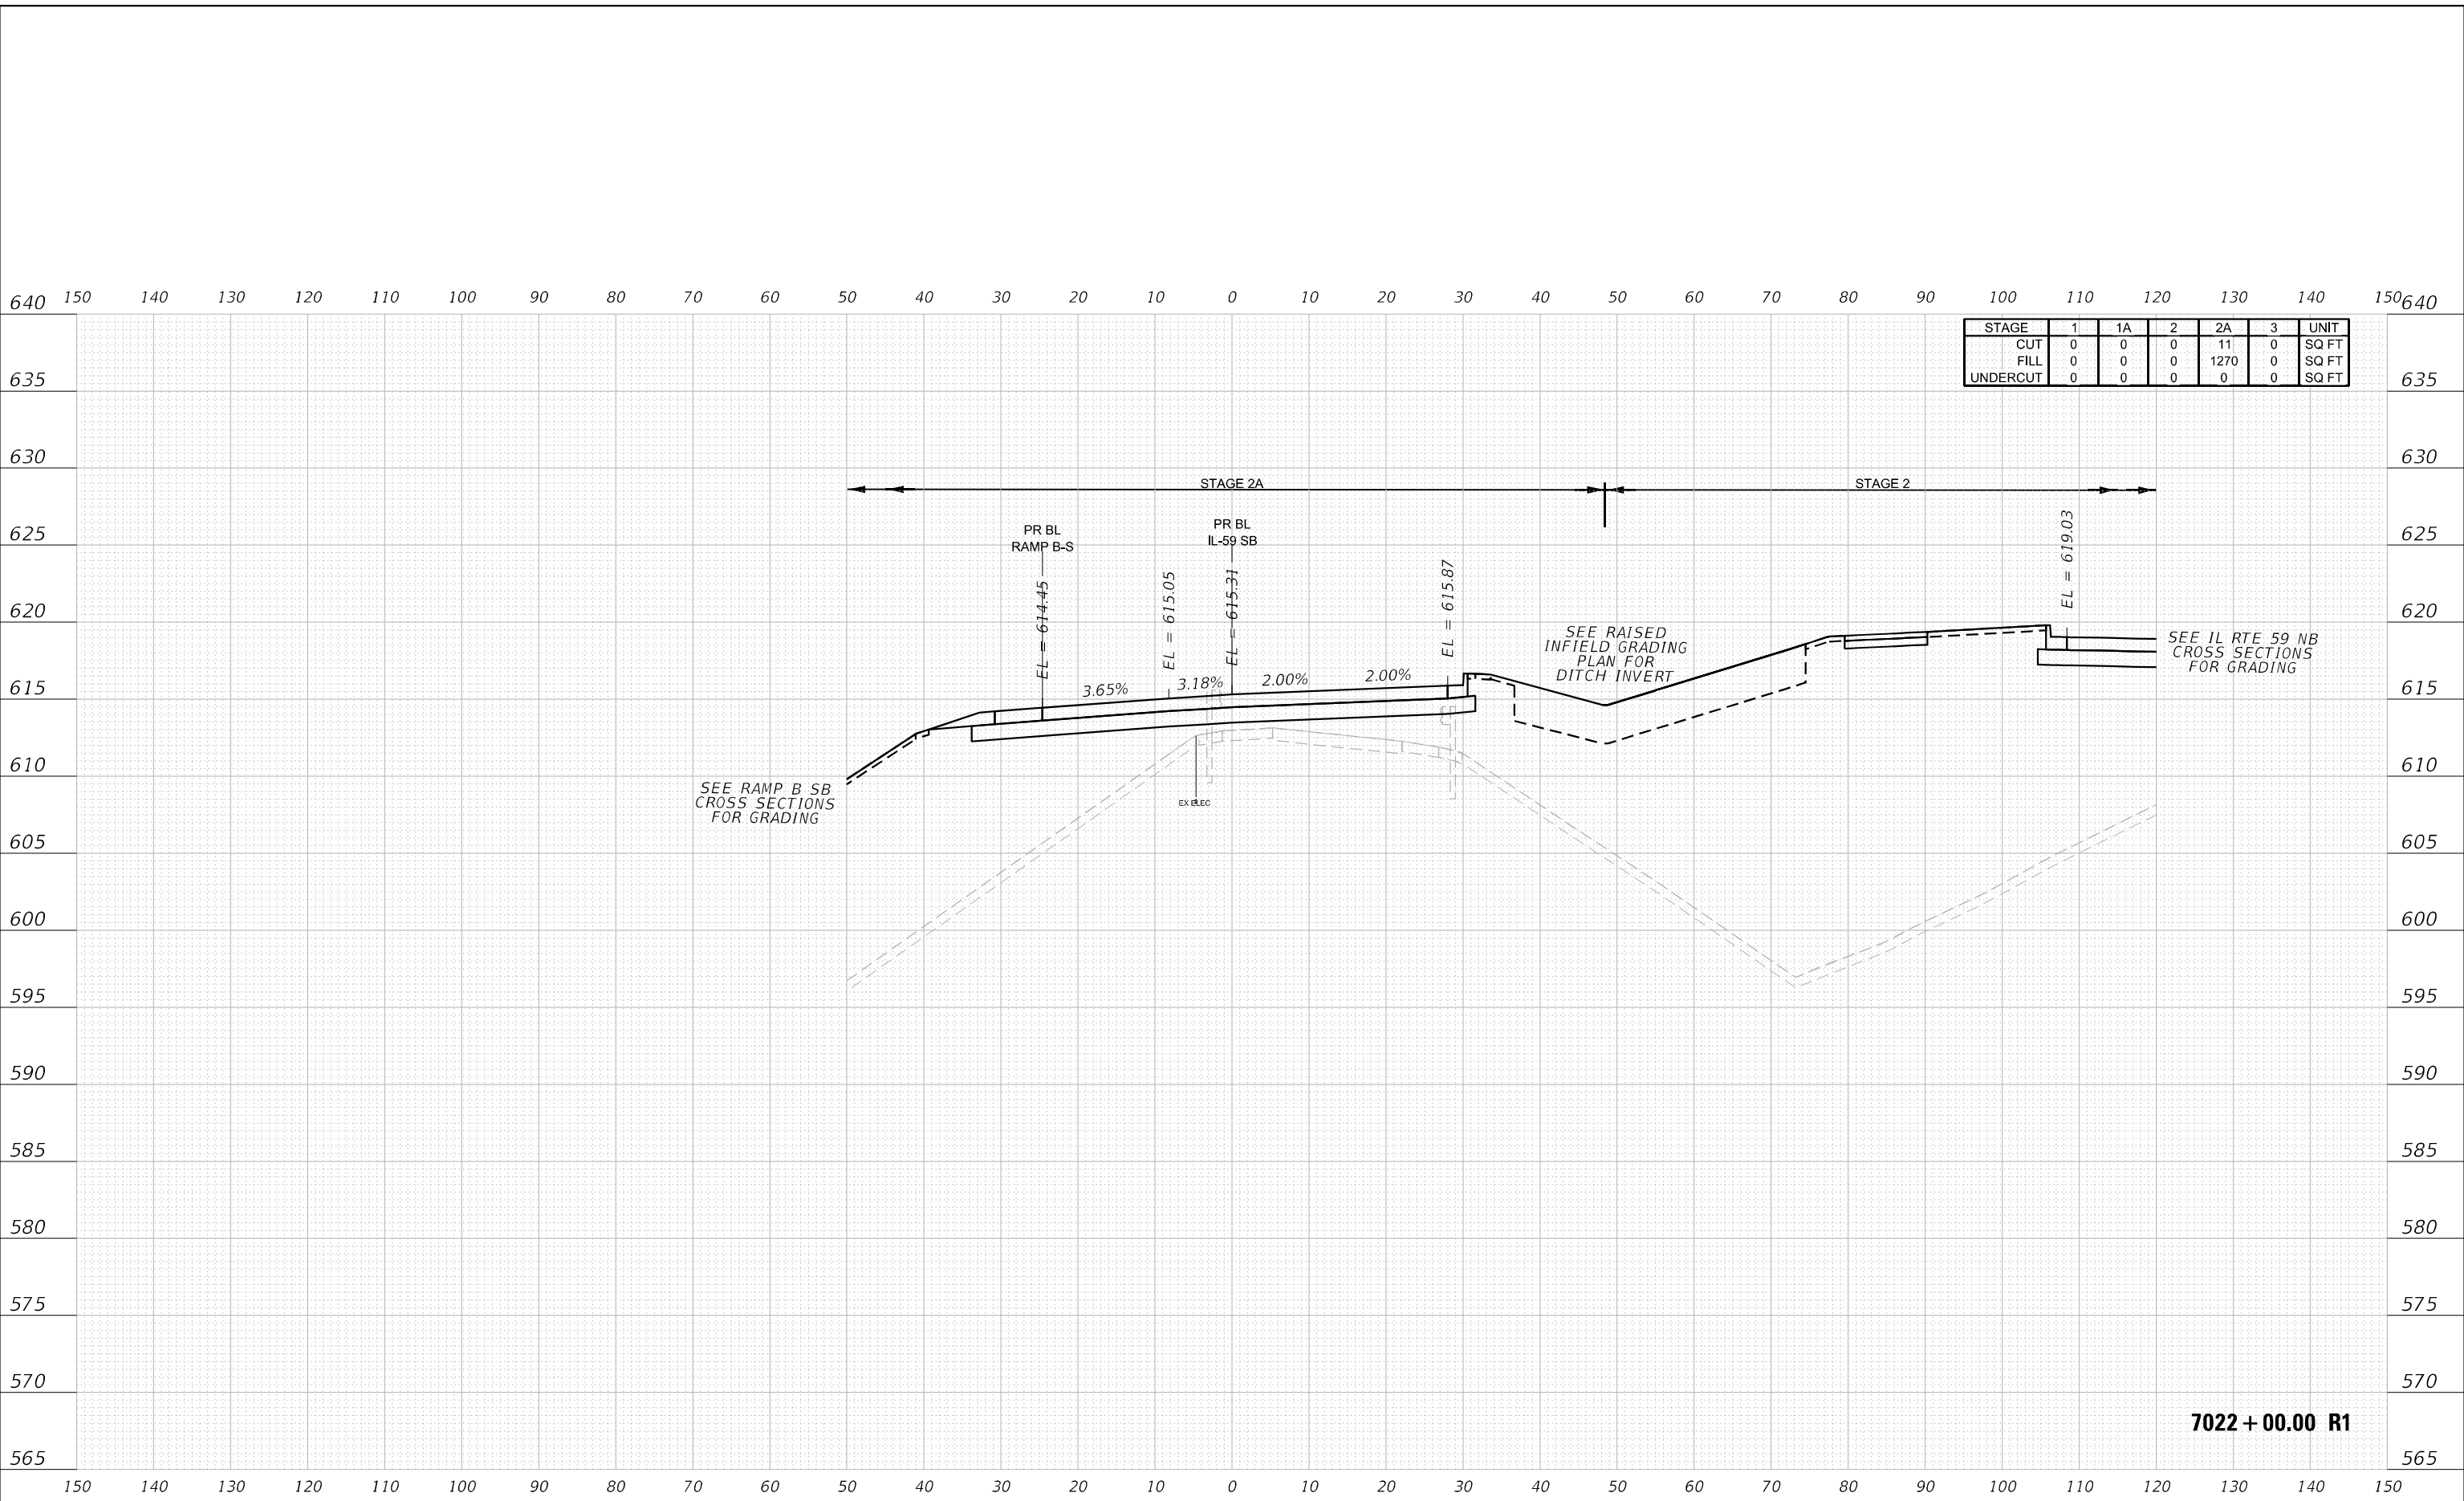 640 150 140 130 120 110 100 90 80 70 60 50 40 30 20 10 0 10 20 30 40 50 60 70 80 90 100 110 120 130 140 150 640
STAGE 1 1A 2 2A 3 UNIT
CUT 0 0 0 11 0 SQ FT
FILL 0 0 0 1270 0 SQ FT
UNDERCUT 0 0 0 0 0 SQ FT
635 635
630 630
STAGE 2A STAGE 2
PR BL
RAMP B-S
PR BL
IL-59 SB
625 625
EL = 614.45
EL = 615.05
EL = 615.31
EL = 615.87
EL = 619.03
620 620
SEE RAISED
INFIELD GRADING
PLAN FOR
DITCH INVERT
SEE IL RTE 59 NB
CROSS SECTIONS
FOR GRADING
3.65% 3.18% 2.00% 2.00%
615 615
610 610
SEE RAMP B SB
CROSS SECTIONS
FOR GRADING
EX ELEC
605 605
600 600
595 595
590 590
585 585
580 580
575 575
570 570
7022+00.00 R1
565 565
150 140 130 120 110 100 90 80 70 60 50 40 30 20 10 0 10 20 30 40 50 60 70 80 90 100 110 120 130 140 150